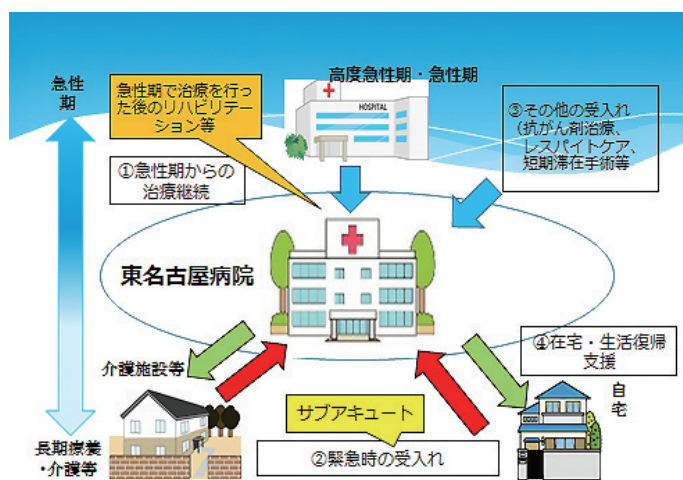 急性
期
急性期で治療を行っ
た後のリハビリテー
ション等
高度急性期・急性期
HOSPITAL
③その他の受入れ
(抗がん剤治療、
レスパイトケア、
短期滞在手術等
①急性期からの
治療継続
東名古屋病院
介護施設等
④在宅・生活復帰
支援
自
宅
サブアキュート
②緊急時の受入れ
長期療養
・介護等